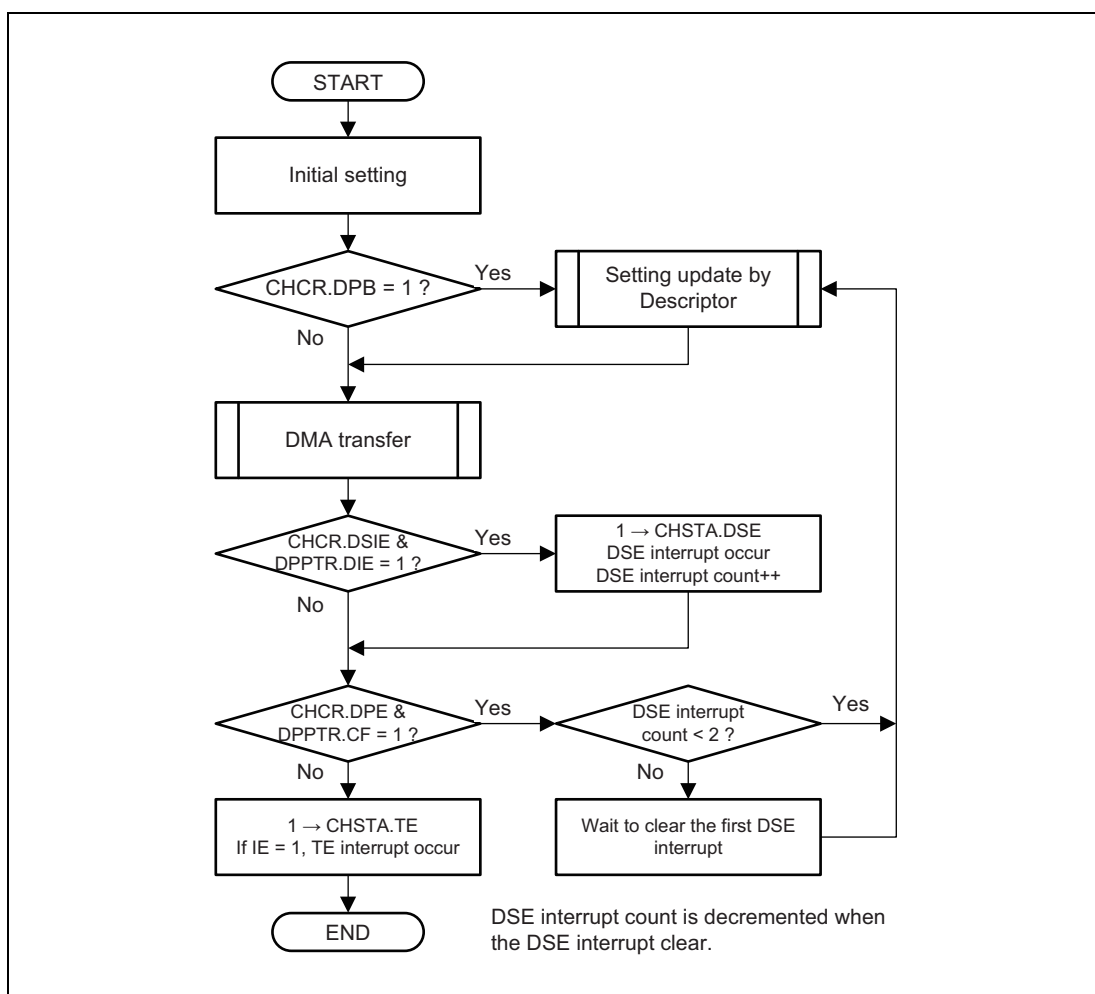 START
Initial setting
CHCR.DPB = 1 ?
Yes
Setting update by
Descriptor
No
DMA transfer
CHCR.DSIE &
DPPTR.DIE = 1 ?
Yes
1 → CHSTA.DSE
DSE interrupt occur
DSE interrupt count++
No
CHCR.DPE &
DPPTR.CF = 1 ?
Yes
DSE interrupt
count < 2 ?
Yes
No
No
1 → CHSTA.TE
If IE = 1, TE interrupt occur
Wait to clear the first DSE
interrupt
END
DSE interrupt count is decremented when
the DSE interrupt clear.